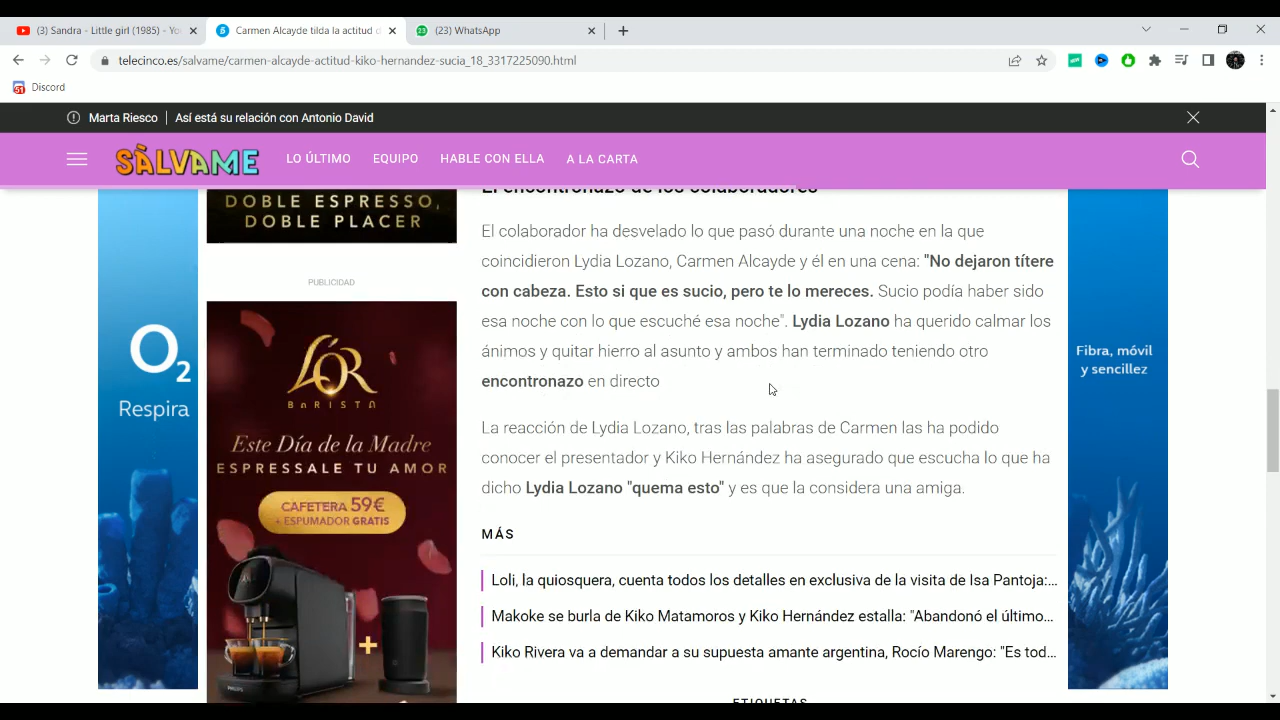 (3) Sandra - Little girl (1985) - Yo
Carmen Alcayde tilda la actitud d
(23) WhatsApp
telecinco.es/salvame/carmen-alcayde-actitud-kiko-hernandez-sucia_18_3317225090.html
Discord
Marta Riesco | Así está su relación con Antonio David
SÀLVAME
LO ÚLTIMO EQUIPO HABLE CON ELLA A LA CARTA
DOBLE ESPRESSO,
DOBLE PLACER
PUBLICIDAD
L'OR
BARISTA
Este Día de la Madre
ESPRESSALE TU AMOR
CAFETERA 59€
+ ESPUMADOR GRATIS
+
PHILIPS
O2
Respira
El encontronazo de los colaboradores
El colaborador ha desvelado lo que pasó durante una noche en la que
coincidieron Lydia Lozano, Carmen Alcayde y él en una cena: "No dejaron títere
con cabeza. Esto si que es sucio, pero te lo mereces. Sucio podía haber sido
esa noche con lo que escuché esa noche". Lydia Lozano ha querido calmar los
ánimos y quitar hierro al asunto y ambos han terminado teniendo otro
encontronazo en directo
La reacción de Lydia Lozano, tras las palabras de Carmen las ha podido
conocer el presentador y Kiko Hernández ha asegurado que escucha lo que ha
dicho Lydia Lozano "quema esto" y es que la considera una amiga.
MÁS
Loli, la quiosquera, cuenta todos los detalles en exclusiva de la visita de Isa Pantoja:...
Makoke se burla de Kiko Matamoros y Kiko Hernández estalla: "Abandonó el último...
Kiko Rivera va a demandar a su supuesta amante argentina, Rocío Marengo: "Es tod...
ETIQUETAS
Fibra, móvil
y sencillez